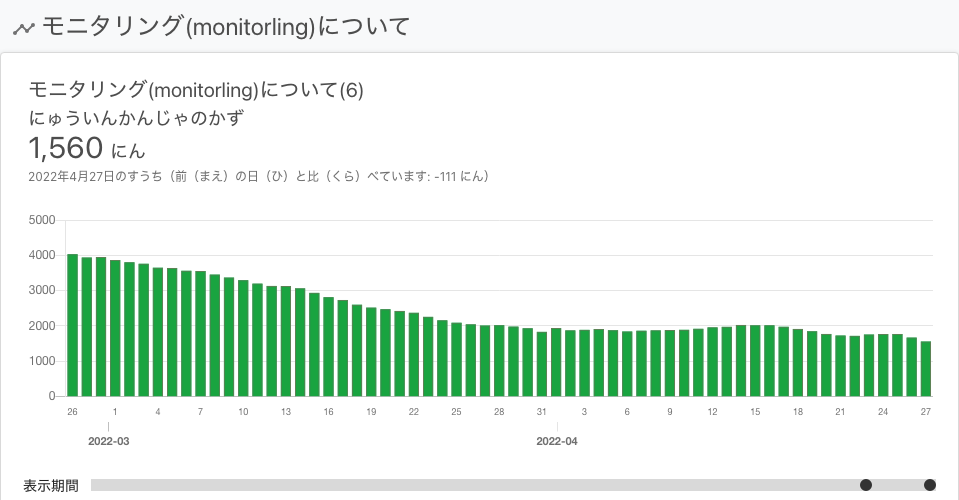 モニタリング(monitorling)について
モニタリング(monitorling)について(6)
にゅういんかんじゃのかず
1,560 にん
2022年4月27日のすうち（前（まえ）の日（ひ）と比（くら）べています: -111 にん）
5000
4000
3000
2000
1000
0
26 1 4 7 10 13 16 19 22 25 28 31 3 6 9 12 15 18 21 24 27
2022-03 2022-04
表示期間